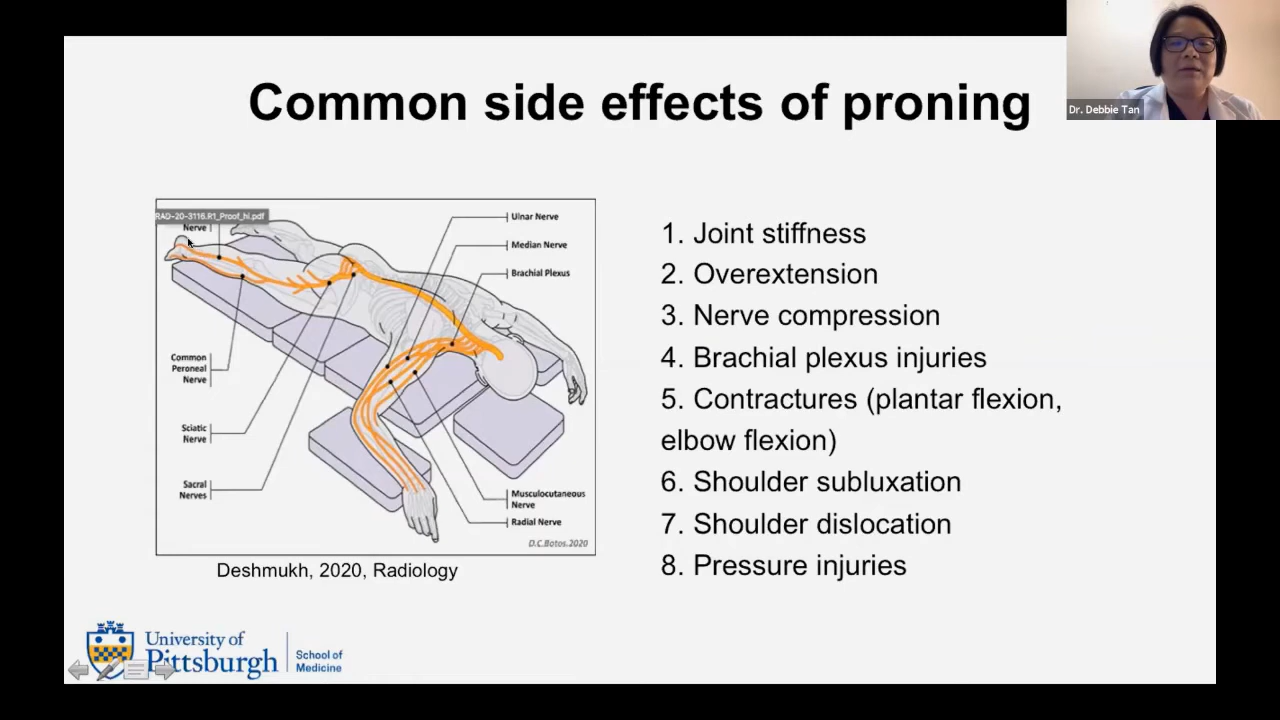 Common side effects of proning
Dr. Debbie Tan
RAD-20-3116.R1_Proof_hi.pdf
Nerve
Ulnar Nerve
Median Nerve
Brachial Plexus
Common
Peroneal
Nerve
Sciatic
Nerve
Sacral
Nerves
Musculocutaneous
Nerve
Radial Nerve
D.C.Botos.2020
Deshmukh, 2020, Radiology
1. Joint stiffness
2. Overextension
3. Nerve compression
4. Brachial plexus injuries
5. Contractures (plantar flexion,
elbow flexion)
6. Shoulder subluxation
7. Shoulder dislocation
8. Pressure injuries
University of
Pittsburgh
School of
Medicine